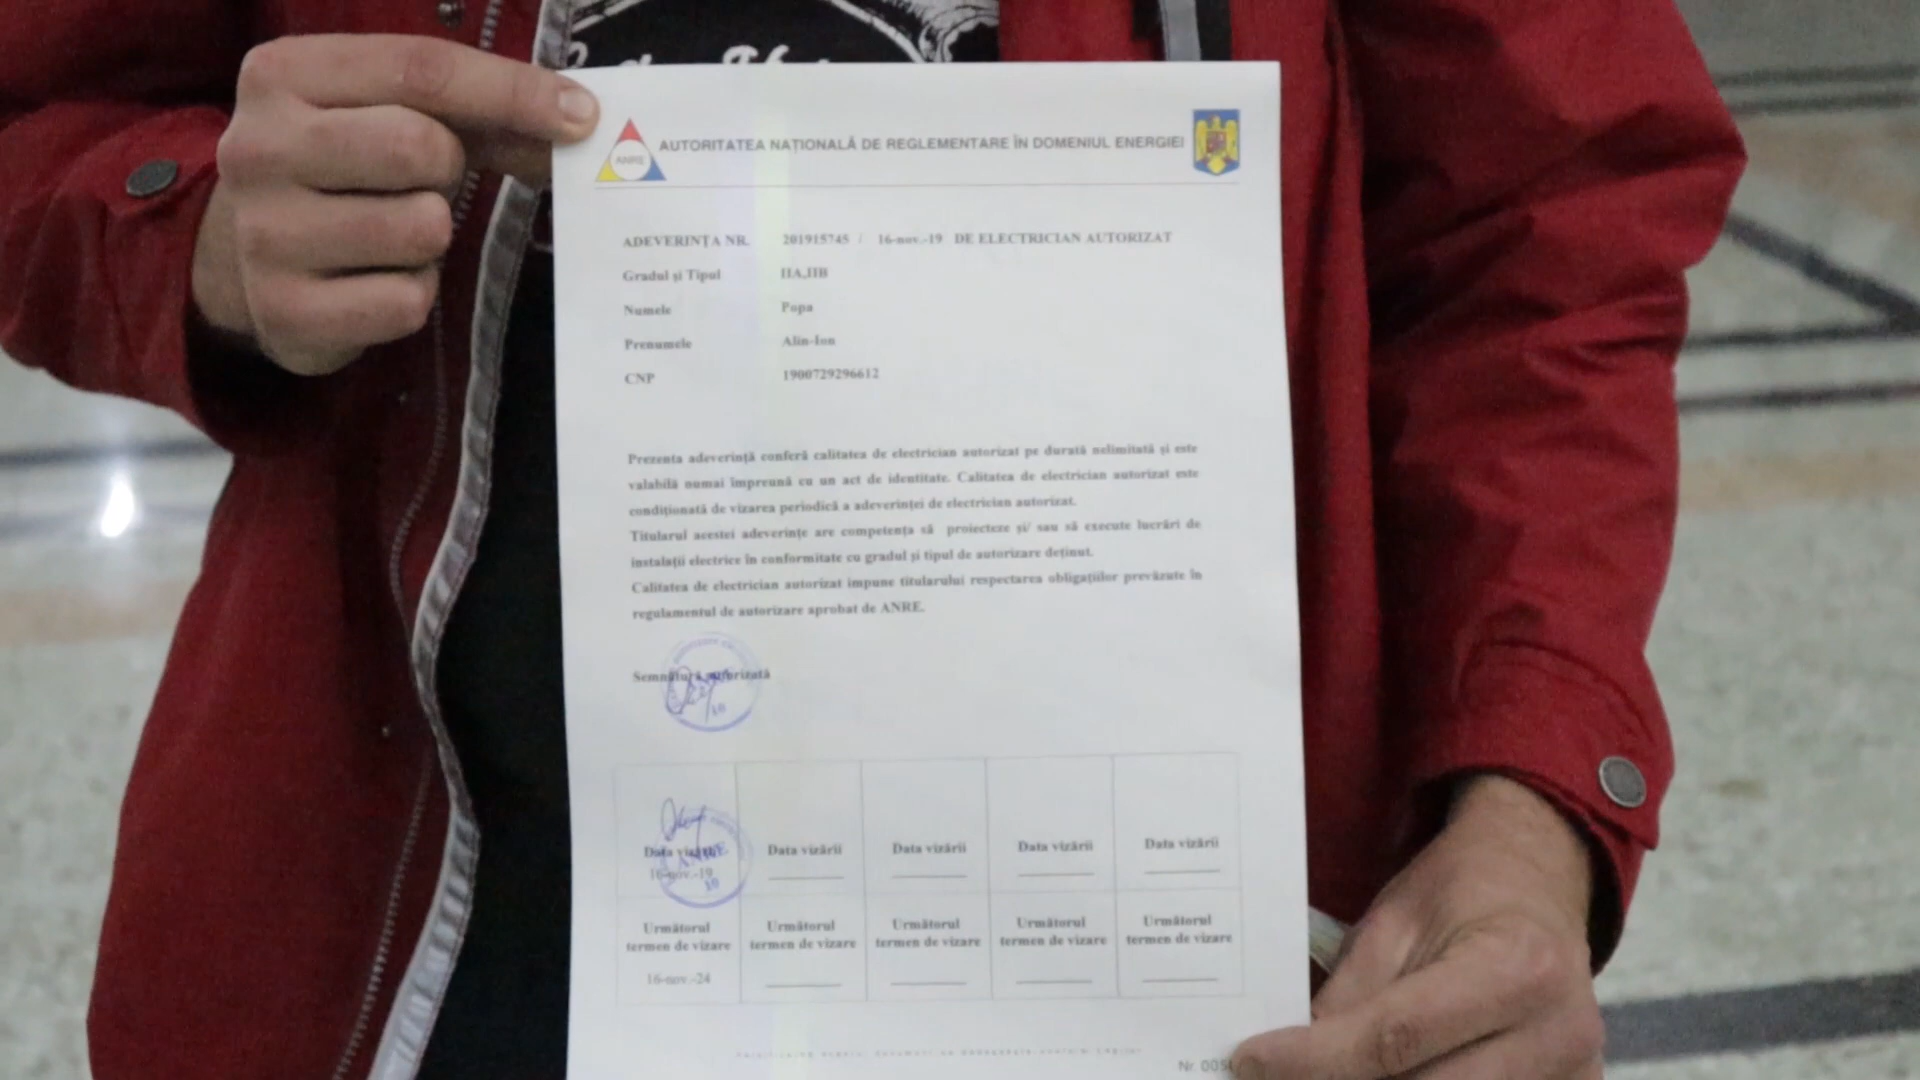 ANRE
AUTORITATEA NAȚIONALĂ DE REGLEMENTARE ÎN DOMENIUL ENERGIEI
ADEVERINȚA NR. 201915745 / 16-nov.-19 DE ELECTRICIAN AUTORIZAT
Gradul și Tipul IIA,IIB
Numele Popa
Prenumele Alin-Ion
CNP 1900729296612
Prezenta adeverință conferă calitatea de electrician autorizat pe durată nelimitată și este
valabilă numai împreună cu un act de identitate. Calitatea de electrician autorizat este
condiționată de vizarea periodică a adeverinței de electrician autorizat.
Titularul acestei adeverințe are competența să proiecteze și/ sau să execute lucrări de
instalații electrice în conformitate cu gradul și tipul de autorizare deținut.
Calitatea de electrician autorizat impune titularului respectarea obligațiilor prevăzute în
regulamentul de autorizare aprobat de ANRE.
Semnătură autorizată
10
Data vizării Data vizării Data vizării Data vizării Data vizării
16-nov.-19
ANRE
10
Următorul Următorul Următorul Următorul Următorul
termen de vizare termen de vizare termen de vizare termen de vizare termen de vizare
16-nov.-24
Nr. 005